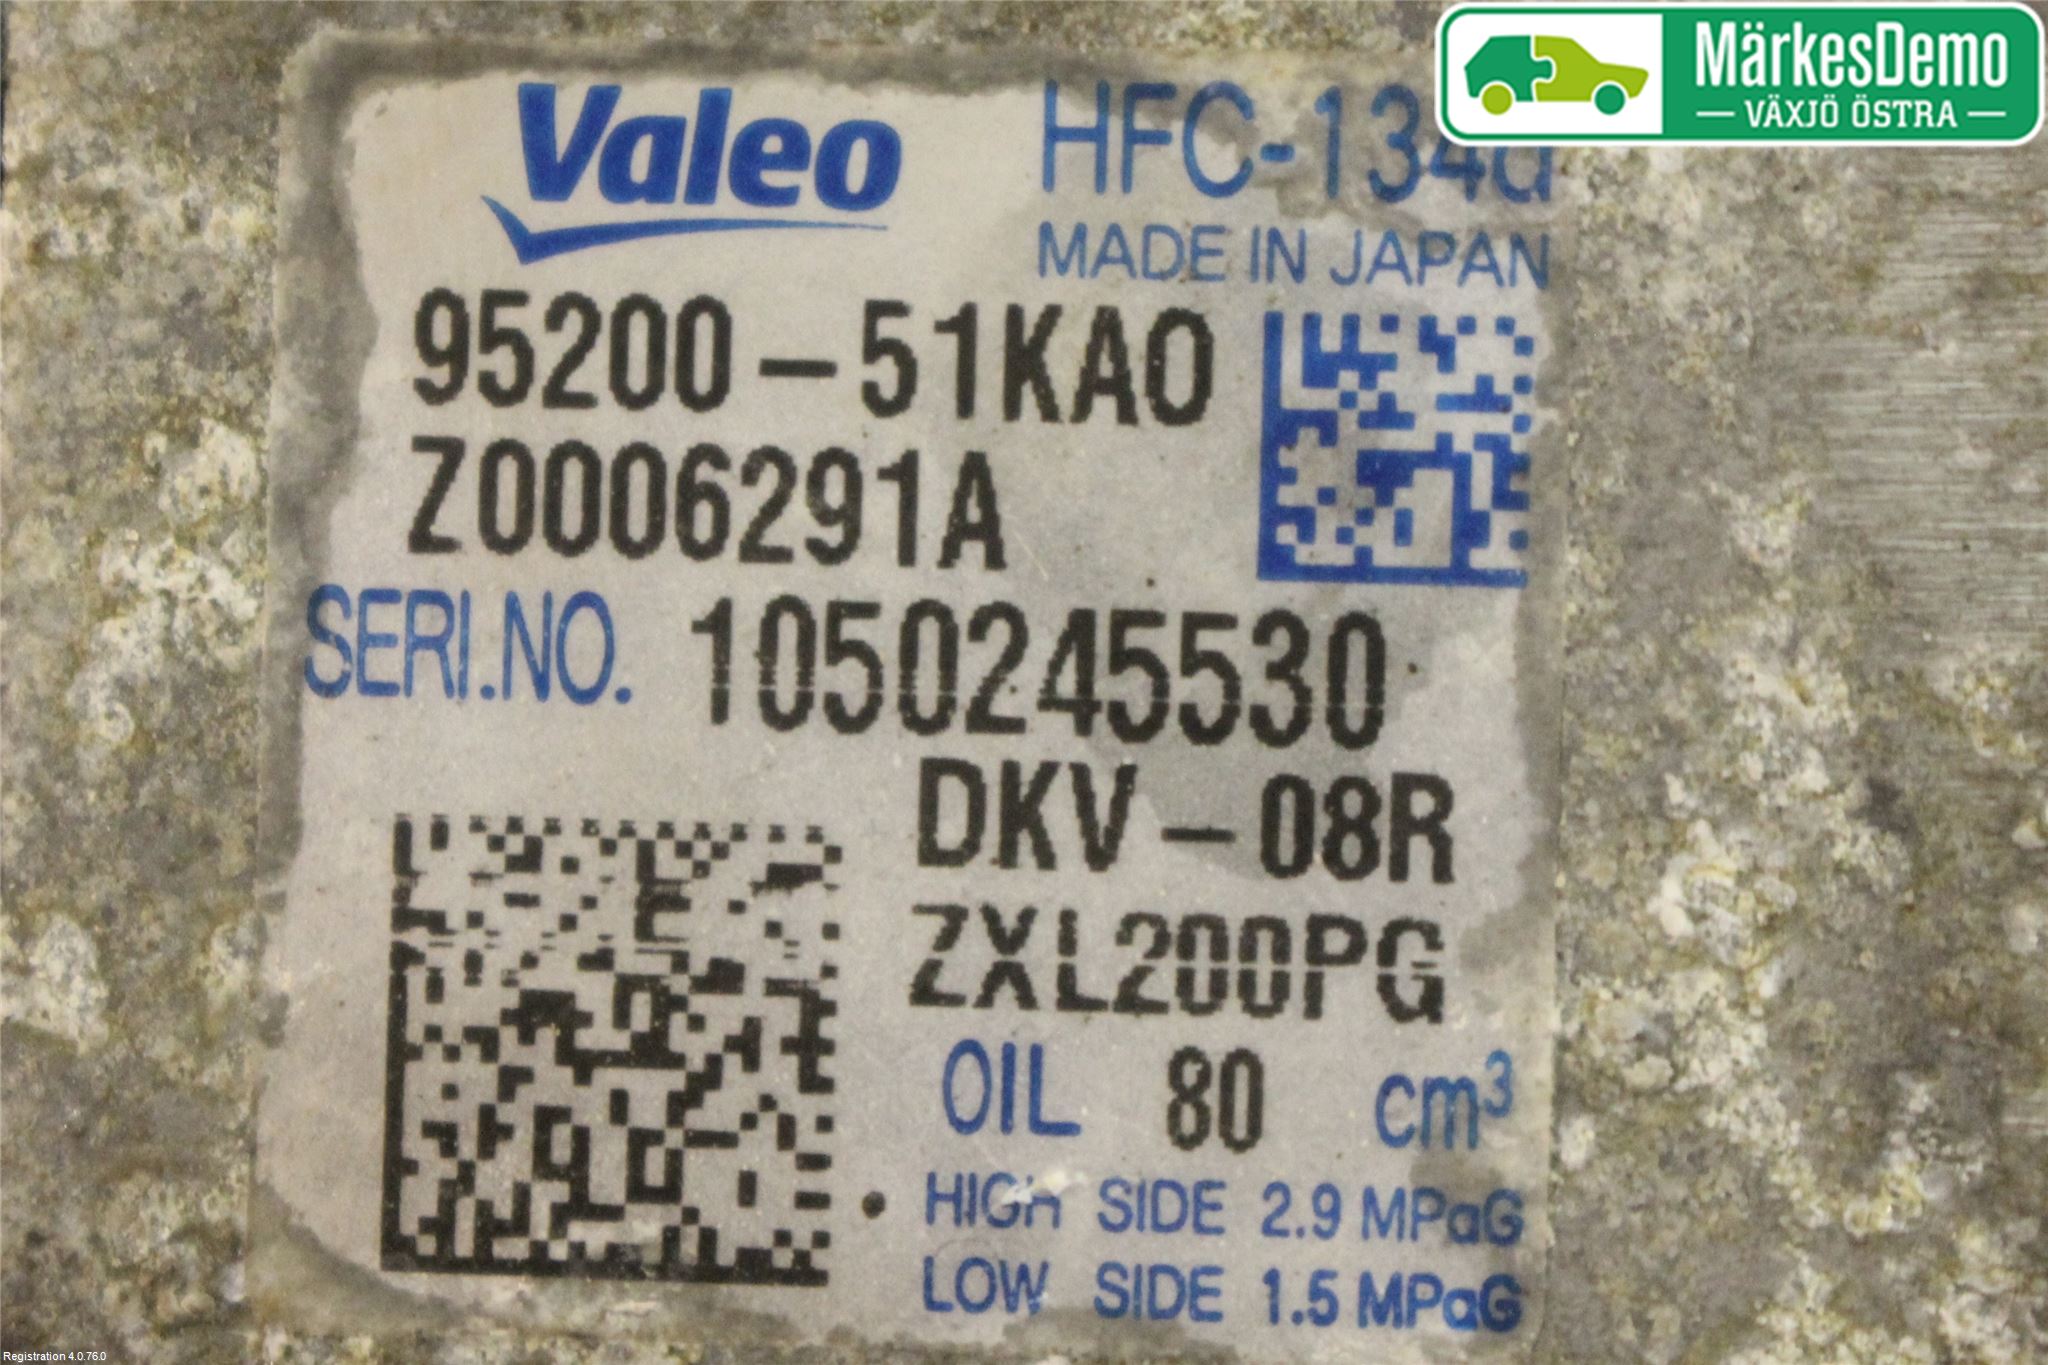 MärkesDemo
VÄXJÖ ÖSTRA
Valeo
HFC-134a
MADE IN JAPAN
95200-51KA0
Z0006291A
SERI.NO. 1050245530
DKV-08R
ZXL200PG
OIL 80 cm³
HIGH SIDE 2.9 MPaG
LOW SIDE 1.5 MPaG
Registration 4.0.76.0